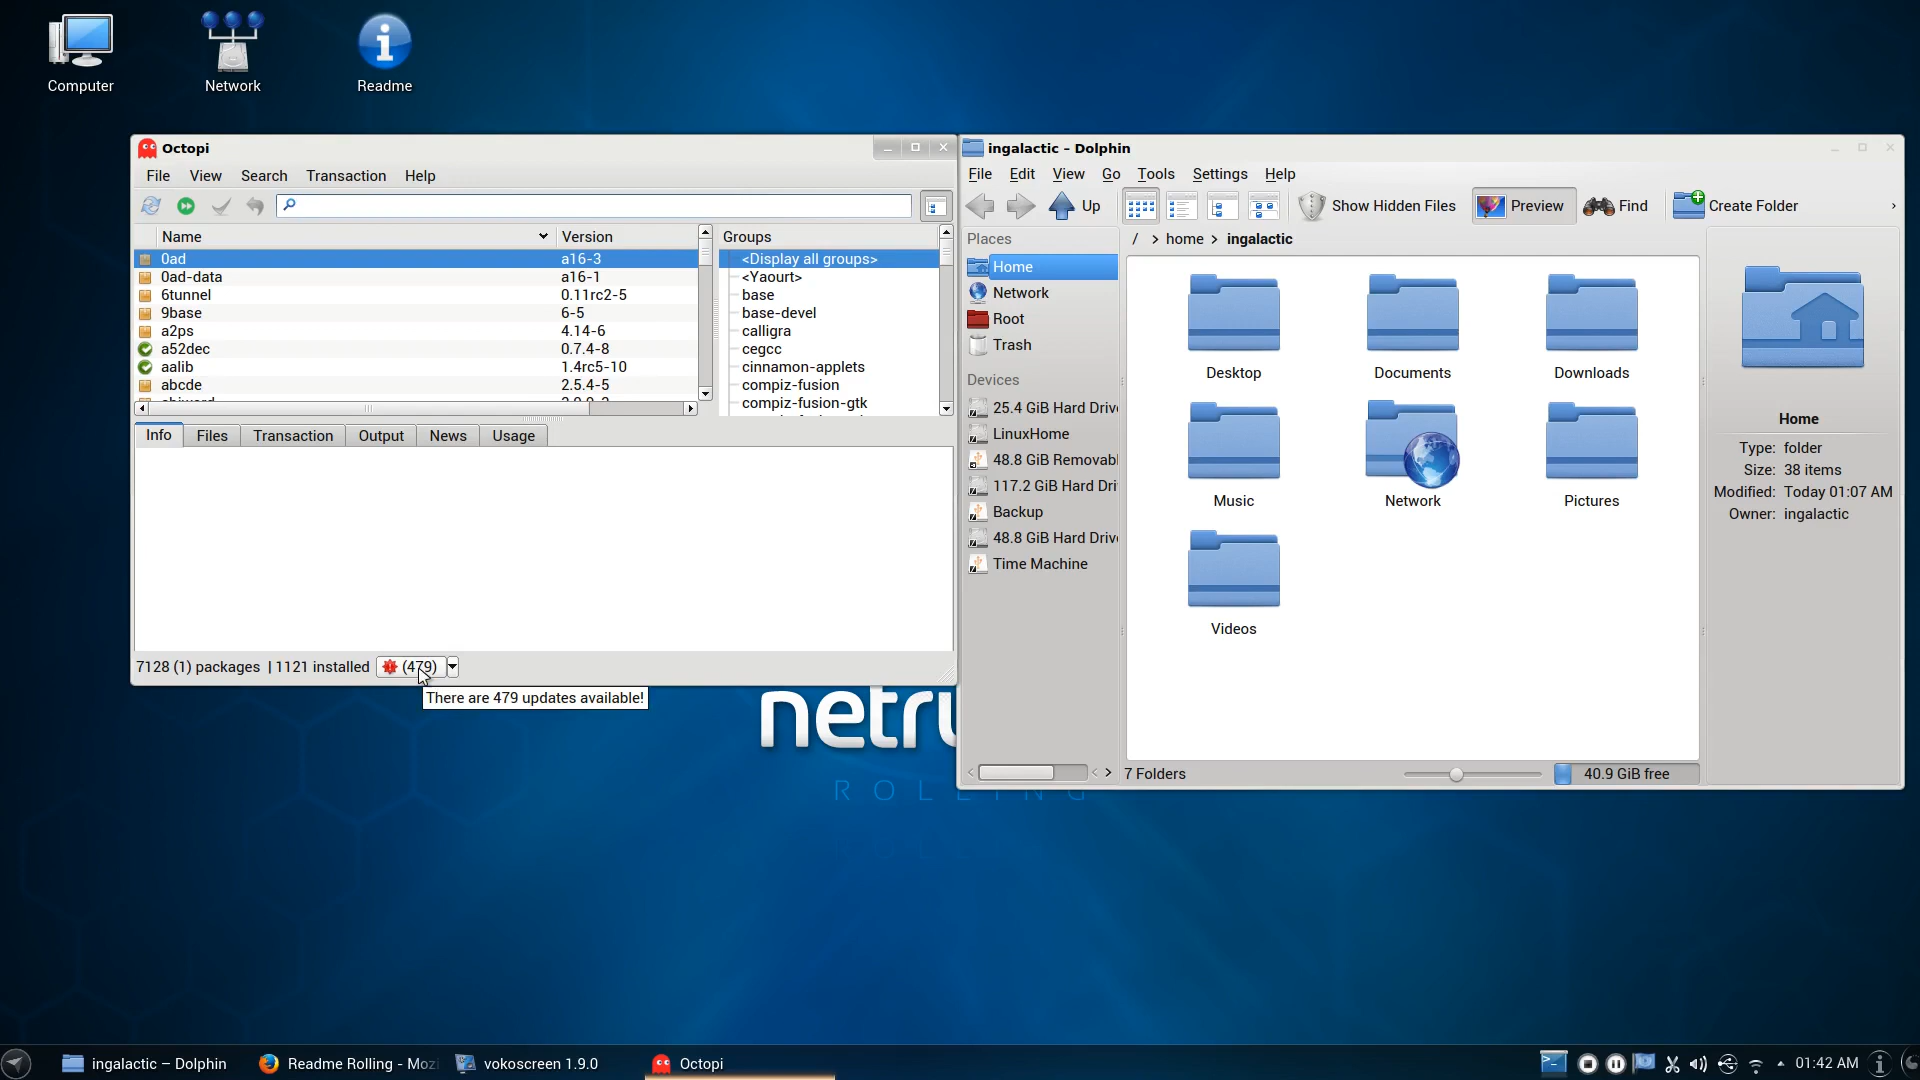 Computer
Network
Readme
Octopi
File View Search Transaction Help
Name Version
0ad a16-3
0ad-data a16-1
6tunnel 0.11rc2-5
9base 6-5
a2ps 4.14-6
a52dec 0.7.4-8
aalib 1.4rc5-10
abcde 2.5.4-5
Groups
<Display all groups>
<Yaourt>
base
base-devel
calligra
cegcc
cinnamon-applets
compiz-fusion
compiz-fusion-gtk
Info Files Transaction Output News Usage
7128 (1) packages | 1121 installed (479)
There are 479 updates available!
ingalactic – Dolphin
File Edit View Go Tools Settings Help
Up Show Hidden Files Preview Find Create Folder
Places
Home
Network
Root
Trash
Devices
25.4 GiB Hard Drive
LinuxHome
48.8 GiB Removab
117.2 GiB Hard Dri
Backup
48.8 GiB Hard Drive
Time Machine
/ > home > ingalactic
Desktop
Documents
Downloads
Music
Network
Pictures
Videos
Home
Type: folder
Size: 38 items
Modified: Today 01:07 AM
Owner: ingalactic
7 Folders
40.9 GiB free
netru
ROLLING
ingalactic – Dolphin
Readme Rolling - Mozi
vokoscreen 1.9.0
Octopi
01:42 AM